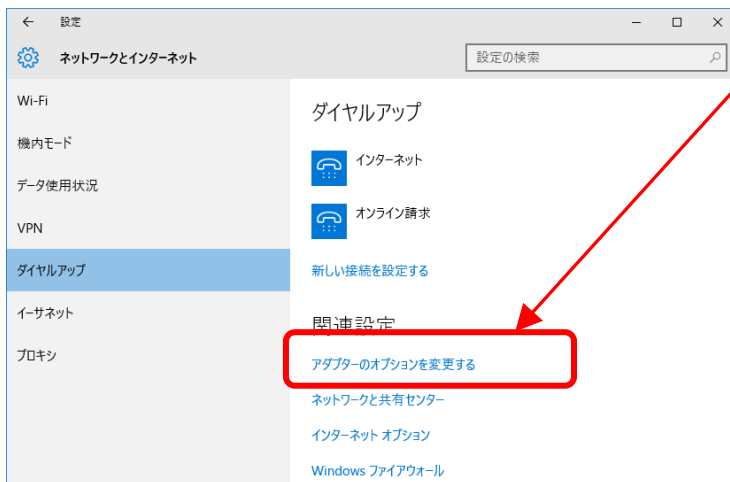 設定
ネットワークとインターネット
設定の検索
Wi-Fi
機内モード
データ使用状況
VPN
ダイヤルアップ
イーサネット
プロキシ
ダイヤルアップ
インターネット
オンライン請求
新しい接続を設定する
関連設定
アダプターのオプションを変更する
ネットワークと共有センター
インターネット オプション
Windows ファイアウォール